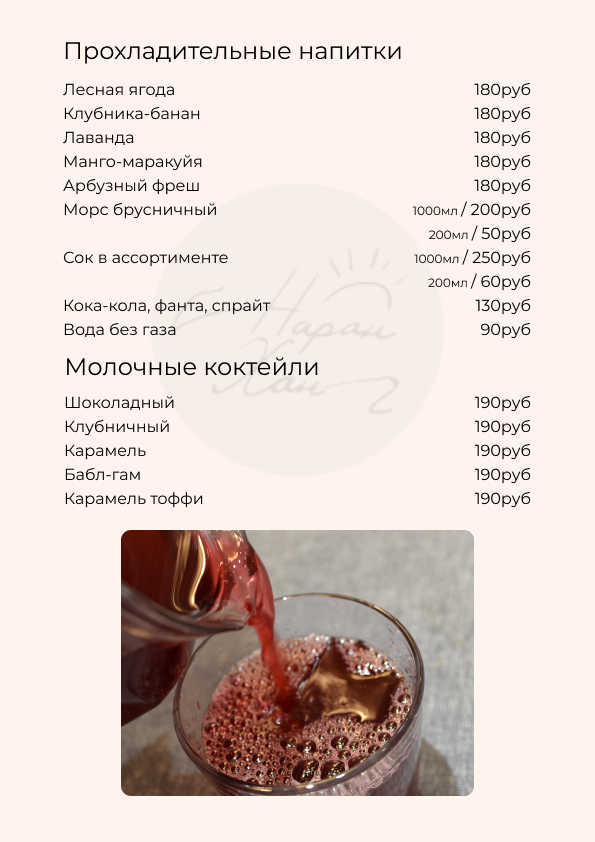 Прохладительные напитки
Лесная ягода 180руб
Клубника-банан 180руб
Лаванда 180руб
Манго-маракуйя 180руб
Арбузный фреш 180руб
Морс брусничный 1000мл / 200руб
200мл / 50руб
Сок в ассортименте 1000мл / 250руб
200мл / 60руб
Кока-кола, фанта, спрайт 130руб
Вода без газа 90руб
Наран
Хан
Молочные коктейли
Шоколадный 190руб
Клубничный 190руб
Карамель 190руб
Бабл-гам 190руб
Карамель тоффи 190руб